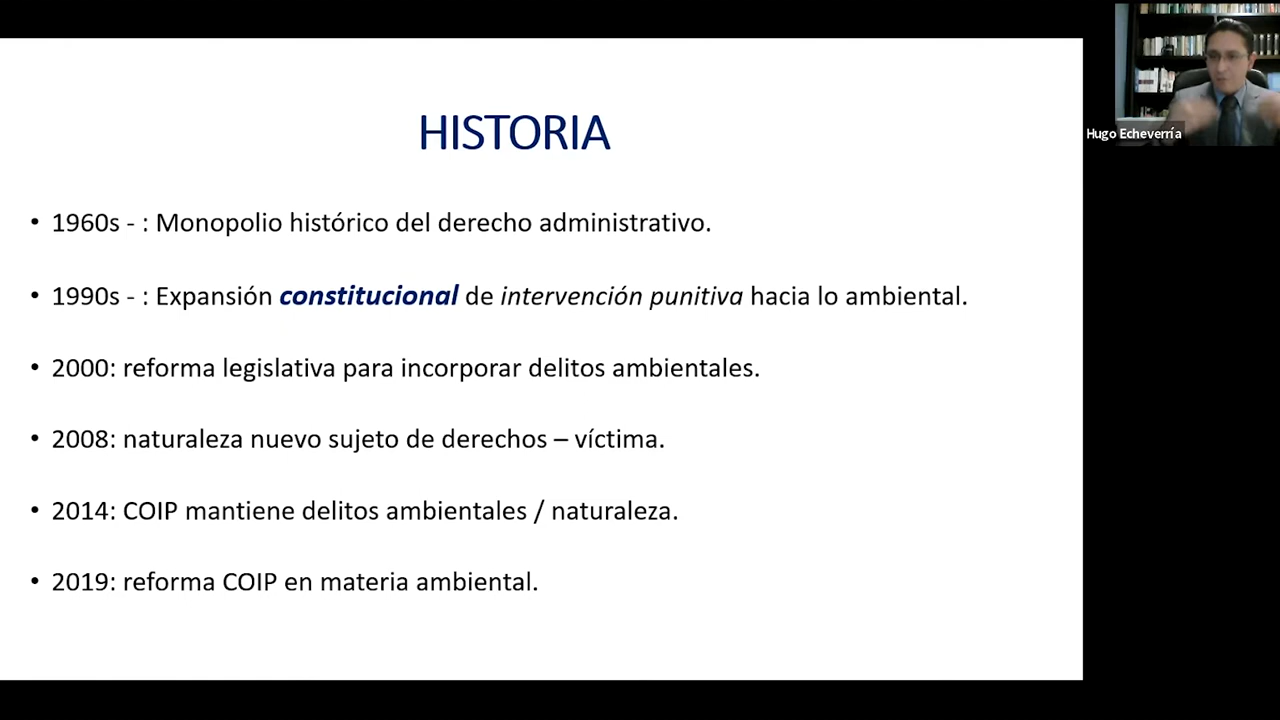 HISTORIA
• 1960s - : Monopolio histórico del derecho administrativo.
• 1990s - : Expansión constitucional de intervención punitiva hacia lo ambiental.
• 2000: reforma legislativa para incorporar delitos ambientales.
• 2008: naturaleza nuevo sujeto de derechos – víctima.
• 2014: COIP mantiene delitos ambientales / naturaleza.
• 2019: reforma COIP en materia ambiental.
Hugo Echeverría